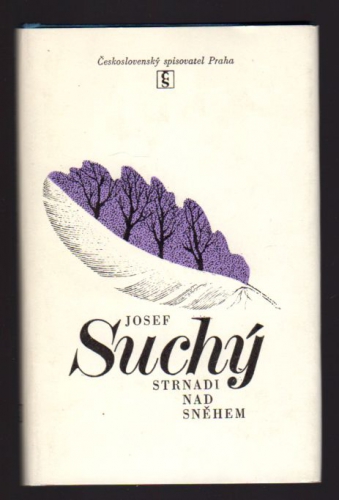 Československý spisovatel Praha
čs
JOSEF
Suchý
STRNADI
NAD
SNĚHEM